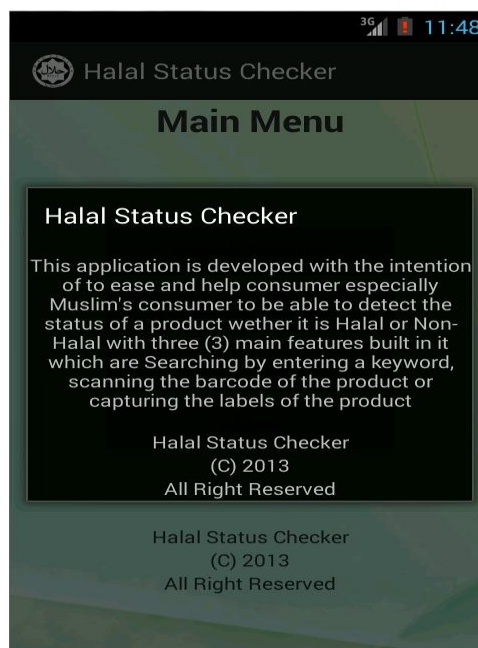 3G 11:48
Halal Status Checker
Main Menu
Halal Status Checker
This application is developed with the intention
of to ease and help consumer especially
Muslim's consumer to be able to detect the
status of a product wether it is Halal or Non-
Halal with three (3) main features built in it
which are Searching by entering a keyword,
scanning the barcode of the product or
capturing the labels of the product
Halal Status Checker
(C) 2013
All Right Reserved
Halal Status Checker
(C) 2013
All Right Reserved